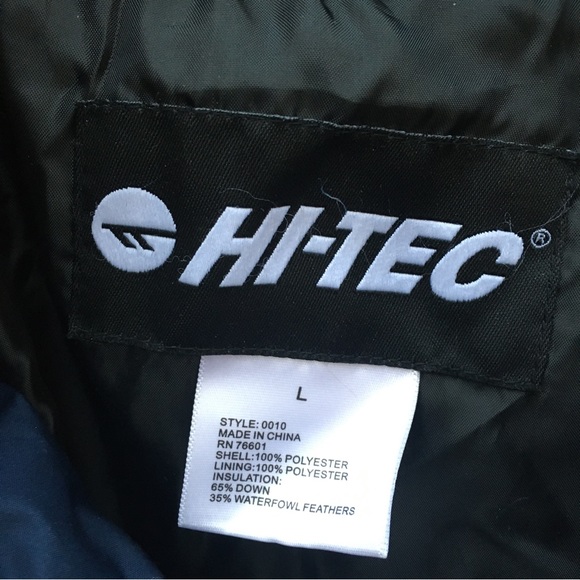 HI-TEC®
L
STYLE: 0010
MADE IN CHINA
RN 76601
SHELL:100% POLYESTER
LINING:100% POLYESTER
INSULATION:
65% DOWN
35% WATERFOWL FEATHERS